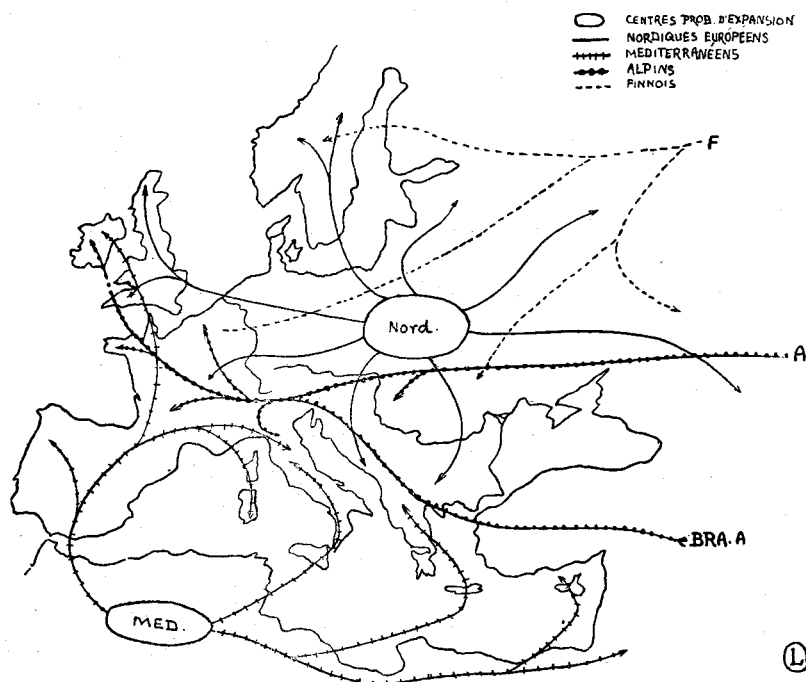 CENTRES PROB. D'EXPANSION
NORDIQUES EUROPÉENS
MEDITERRANÉENS
ALPINS
FINNOIS
F
Nord.
A
BRA. A
MED.
L